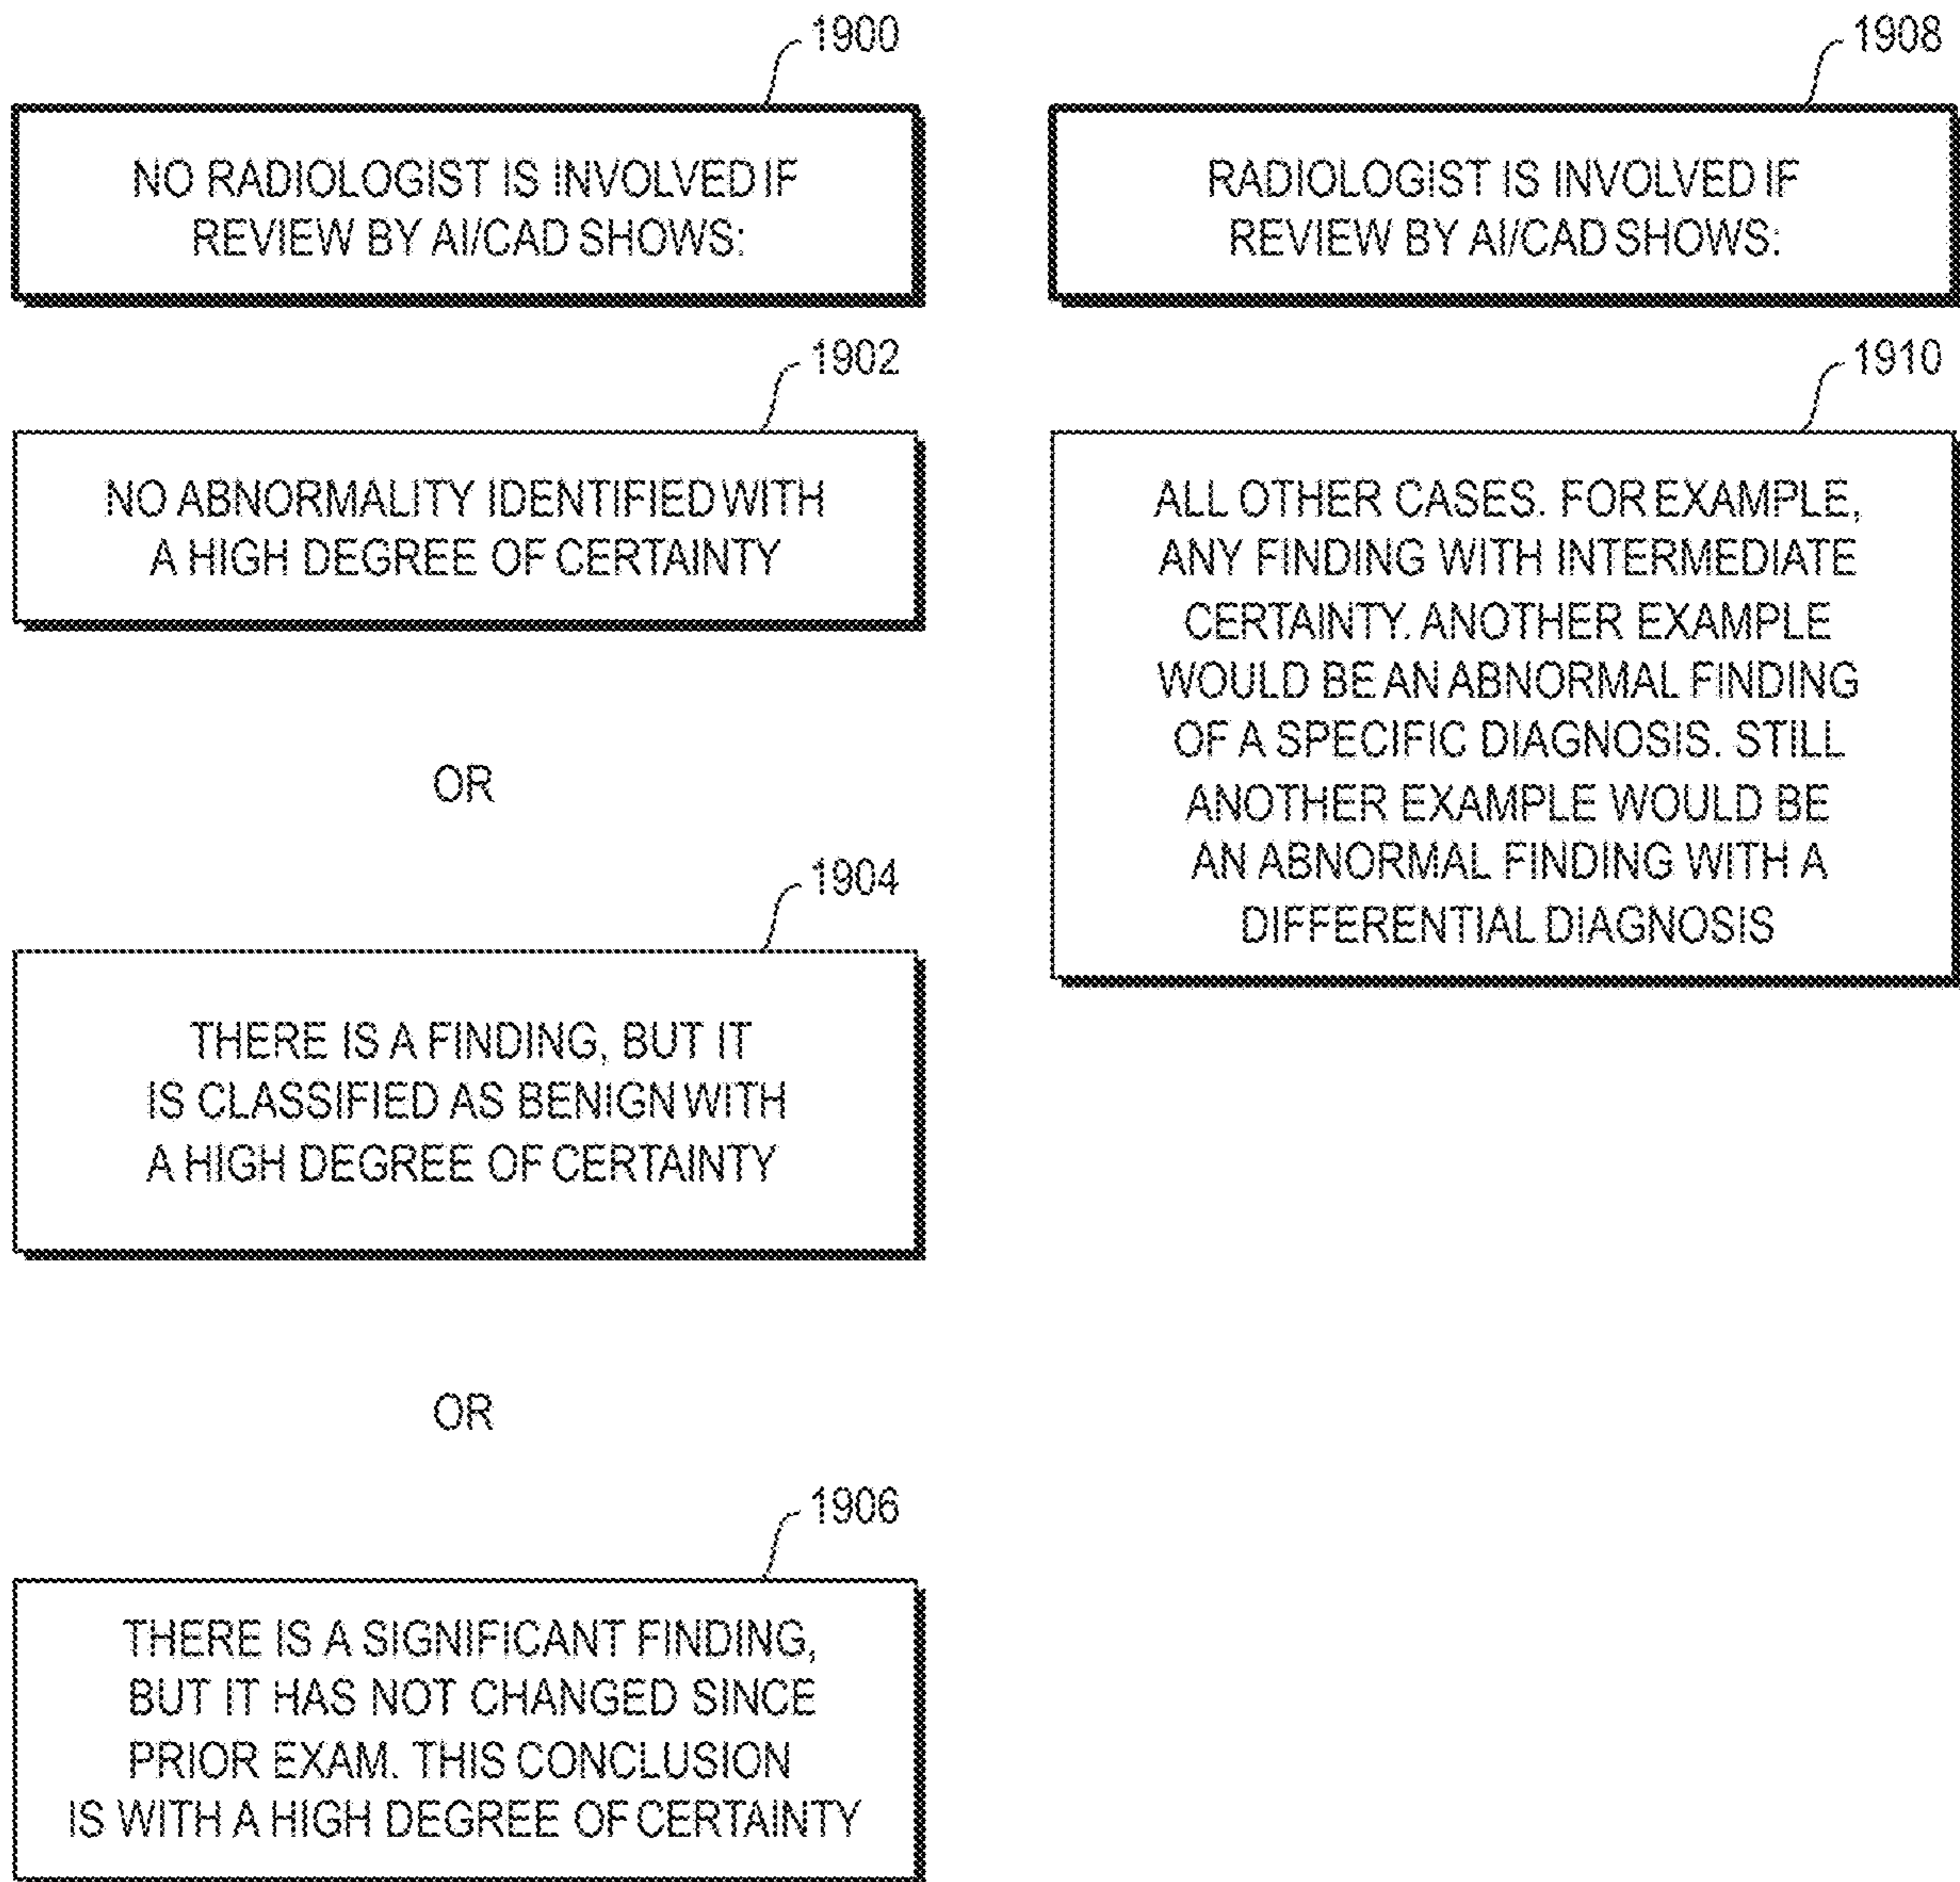 1900
NO RADIOLOGIST IS INVOLVED IF
REVIEW BY AI/CAD SHOWS:
1902
NO ABNORMALITY IDENTIFIED WITH
A HIGH DEGREE OF CERTAINTY
OR
1904
THERE IS A FINDING, BUT IT
IS CLASSIFIED AS BENIGN WITH
A HIGH DEGREE OF CERTAINTY
OR
1906
THERE IS A SIGNIFICANT FINDING,
BUT IT HAS NOT CHANGED SINCE
PRIOR EXAM. THIS CONCLUSION
IS WITH A HIGH DEGREE OF CERTAINTY
1908
RADIOLOGIST IS INVOLVED IF
REVIEW BY AI/CAD SHOWS:
1910
ALL OTHER CASES. FOR EXAMPLE,
ANY FINDING WITH INTERMEDIATE
CERTAINTY. ANOTHER EXAMPLE
WOULD BE AN ABNORMAL FINDING
OF A SPECIFIC DIAGNOSIS. STILL
ANOTHER EXAMPLE WOULD BE
AN ABNORMAL FINDING WITH A
DIFFERENTIAL DIAGNOSIS